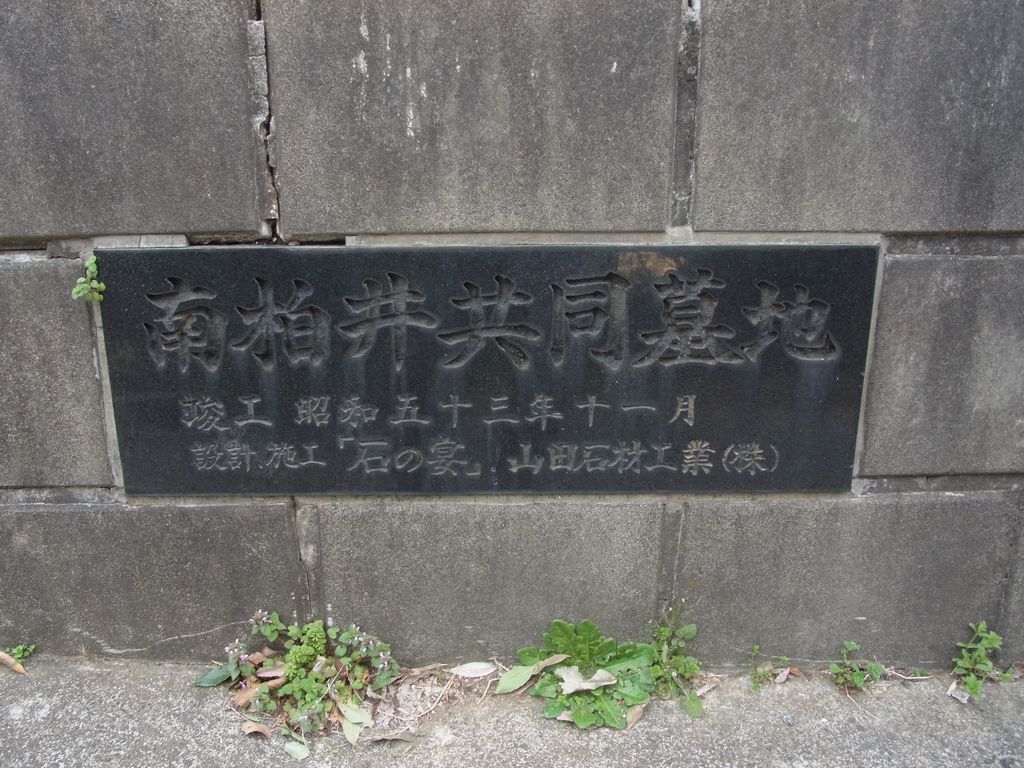 南柏井共同墓地
竣工 昭和五十三年十一月
設計、施工 「石の宴」 山田石材工業(株)